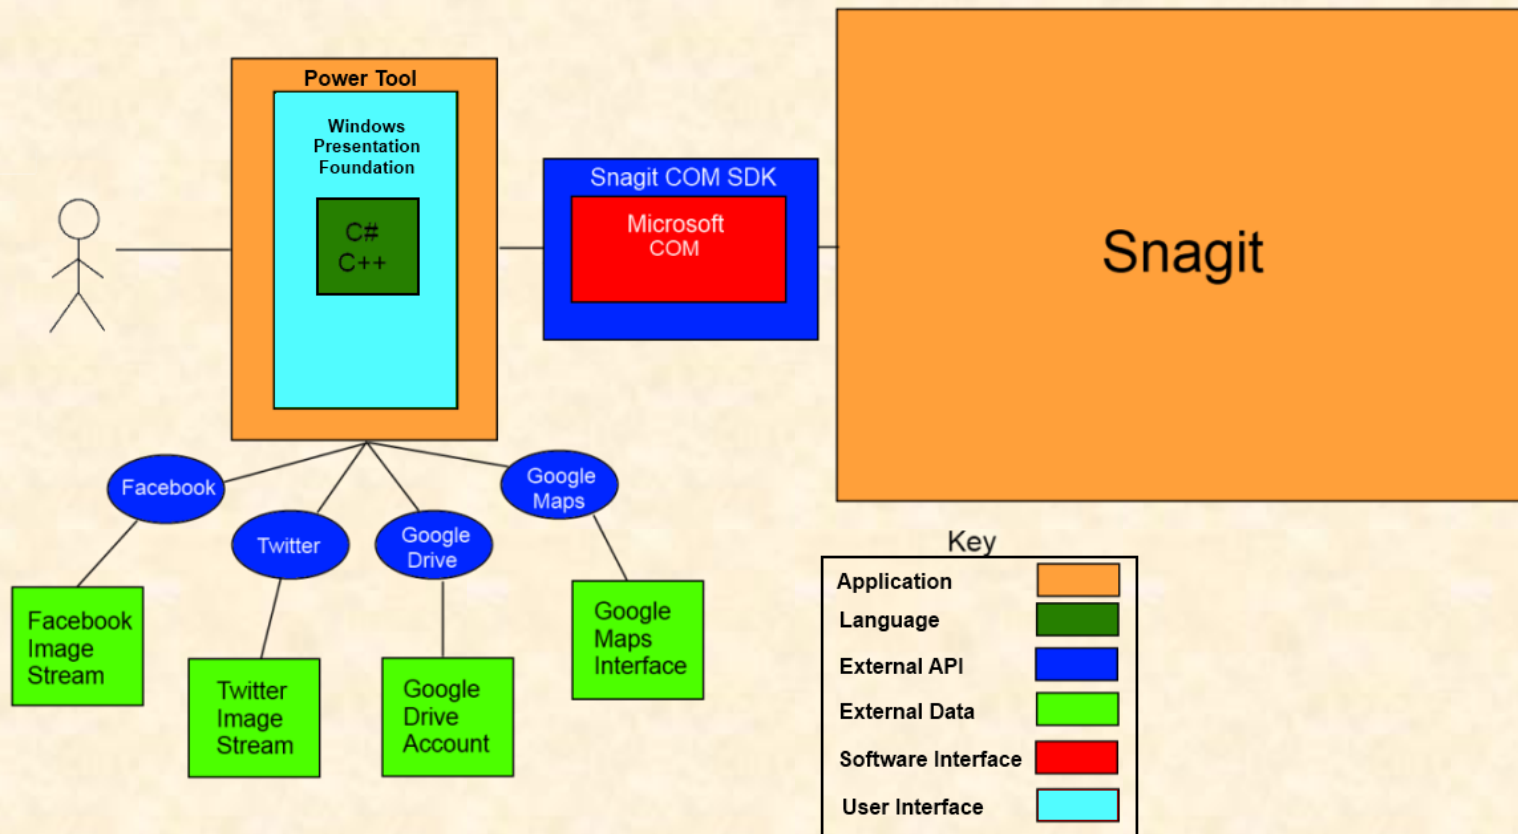 Power Tool
Windows
Presentation
Foundation
C#
C++
Snagit COM SDK
Microsoft
COM
Snagit
Facebook
Twitter
Google
Drive
Google
Maps
Facebook
Image
Stream
Twitter
Image
Stream
Google
Drive
Account
Google
Maps
Interface
Key
Application
Language
External API
External Data
Software Interface
User Interface